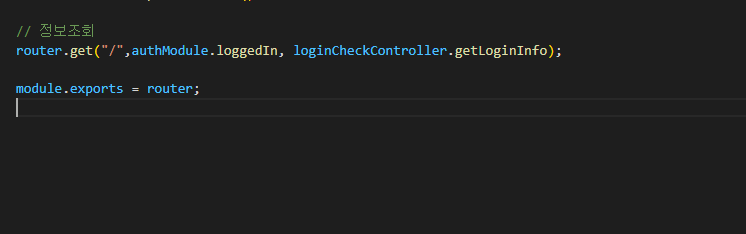 // 정보조회
router.get("/",authModule.loggedIn, loginCheckController.getLoginInfo);
module.exports = router;